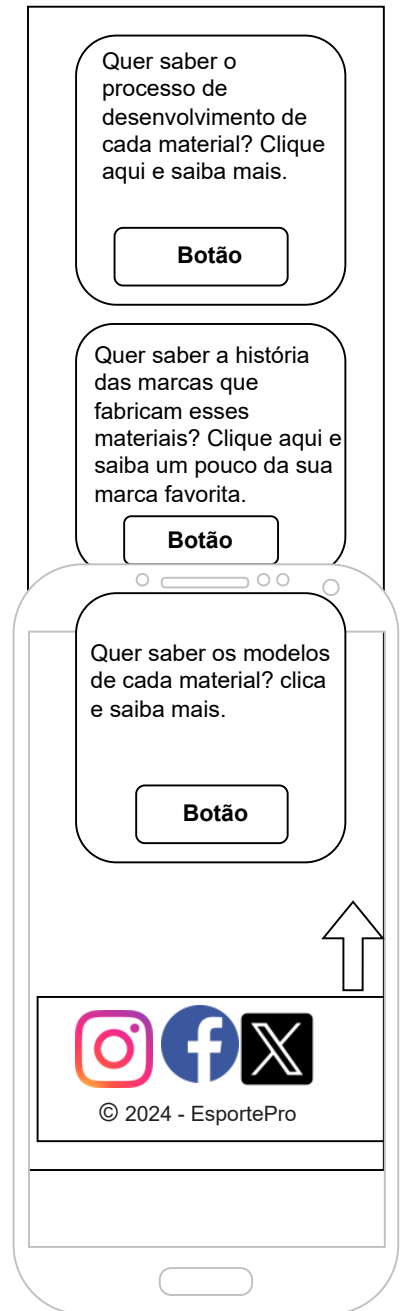 Quer saber o
processo de
desenvolvimento de
cada material? Clique
aqui e saiba mais.
Botão
Quer saber a história
das marcas que
fabricam esses
materiais? Clique aqui e
saiba um pouco da sua
marca favorita.
Botão
Quer saber os modelos
de cada material? clica
e saiba mais.
Botão
© 2024 - EsportePro